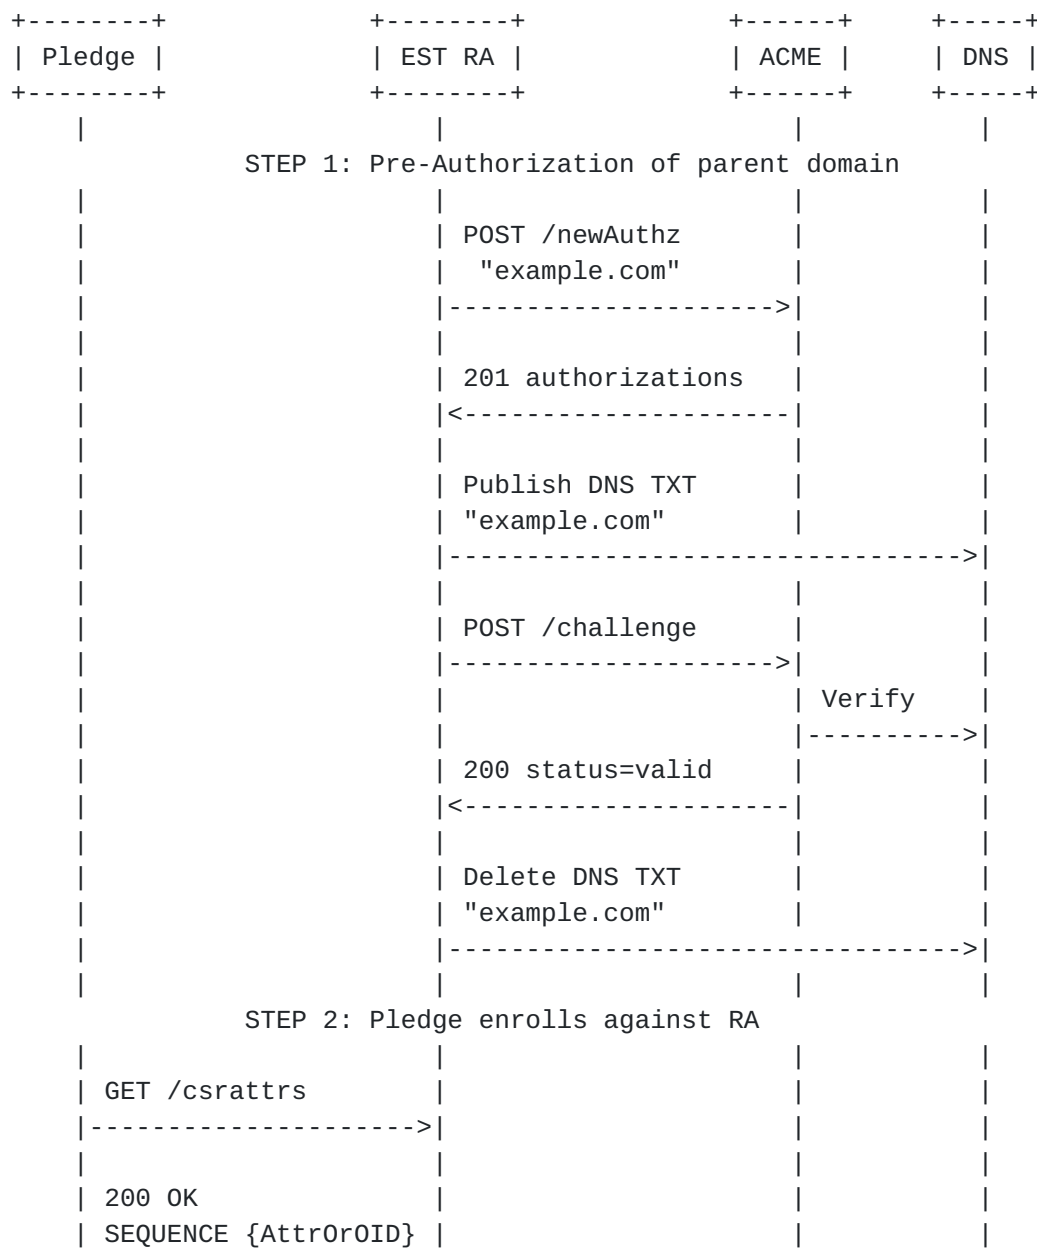 +--------+             +--------+             +------+     +-----+
| Pledge |             | EST RA |             | ACME |     | DNS |
+--------+             +--------+             +------+     +-----+
    |                      |                      |           |
               STEP 1: Pre-Authorization of parent domain
    |                      |                      |           |
    |                      | POST /newAuthz       |           |
    |                      |  "example.com"       |           |
    |                      |--------------------->|           |
    |                      |                      |           |
    |                      | 201 authorizations   |           |
    |                      |<---------------------|           |
    |                      |                      |           |
    |                      | Publish DNS TXT      |           |
    |                      | "example.com"        |           |
    |                      |--------------------------------->|
    |                      |                      |           |
    |                      | POST /challenge      |           |
    |                      |--------------------->|           |
    |                      |                      | Verify    |
    |                      |                      |---------->|
    |                      | 200 status=valid     |           |
    |                      |<---------------------|           |
    |                      |                      |           |
    |                      | Delete DNS TXT       |           |
    |                      | "example.com"        |           |
    |                      |--------------------------------->|
    |                      |                      |           |
               STEP 2: Pledge enrolls against RA
    |                      |                      |           |
    | GET /csrattrs        |                      |           |
    |--------------------->|                      |           |
    |                      |                      |           |
    | 200 OK               |                      |           |
    | SEQUENCE {AttrOrOID} |                      |           |